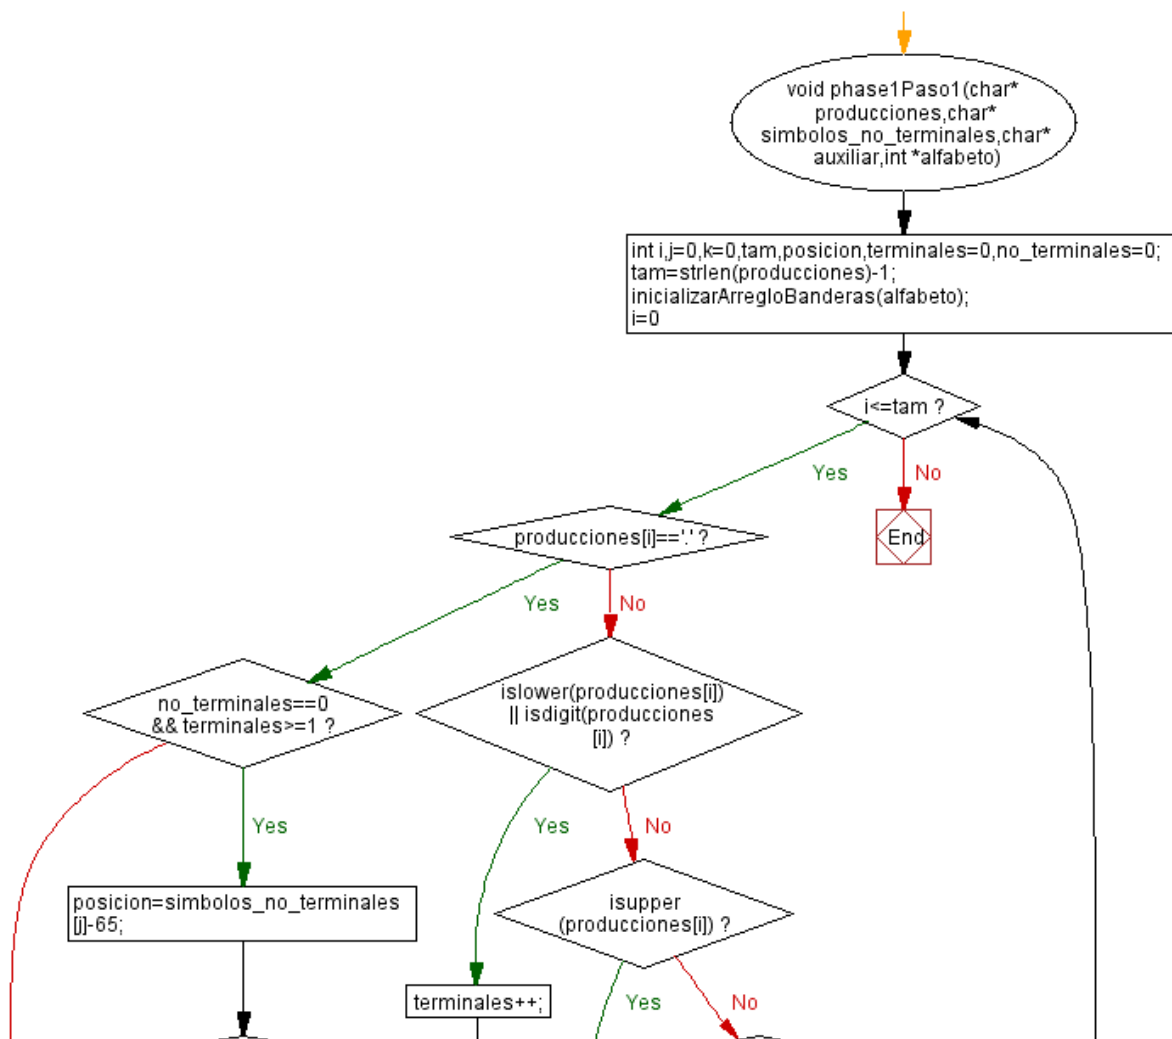 void phase1Paso1(char*
producciones,char*
simbolos_no_terminales,char*
auxiliar,int *alfabeto)
int i,j=0,k=0,tam,posicion,terminales=0,no_terminales=0;
tam=strlen(producciones)-1;
inicializarArregloBanderas(alfabeto);
i=0
i<=tam ?
Yes
No
producciones[i]=='.' ?
End
Yes
No
no_terminales==0
&& terminales>=1 ?
islower(producciones[i])
|| isdigit(producciones
[i]) ?
Yes
Yes
No
posicion=simbolos_no_terminales
[j]-65;
isupper
(producciones[i]) ?
terminales++;
Yes
No